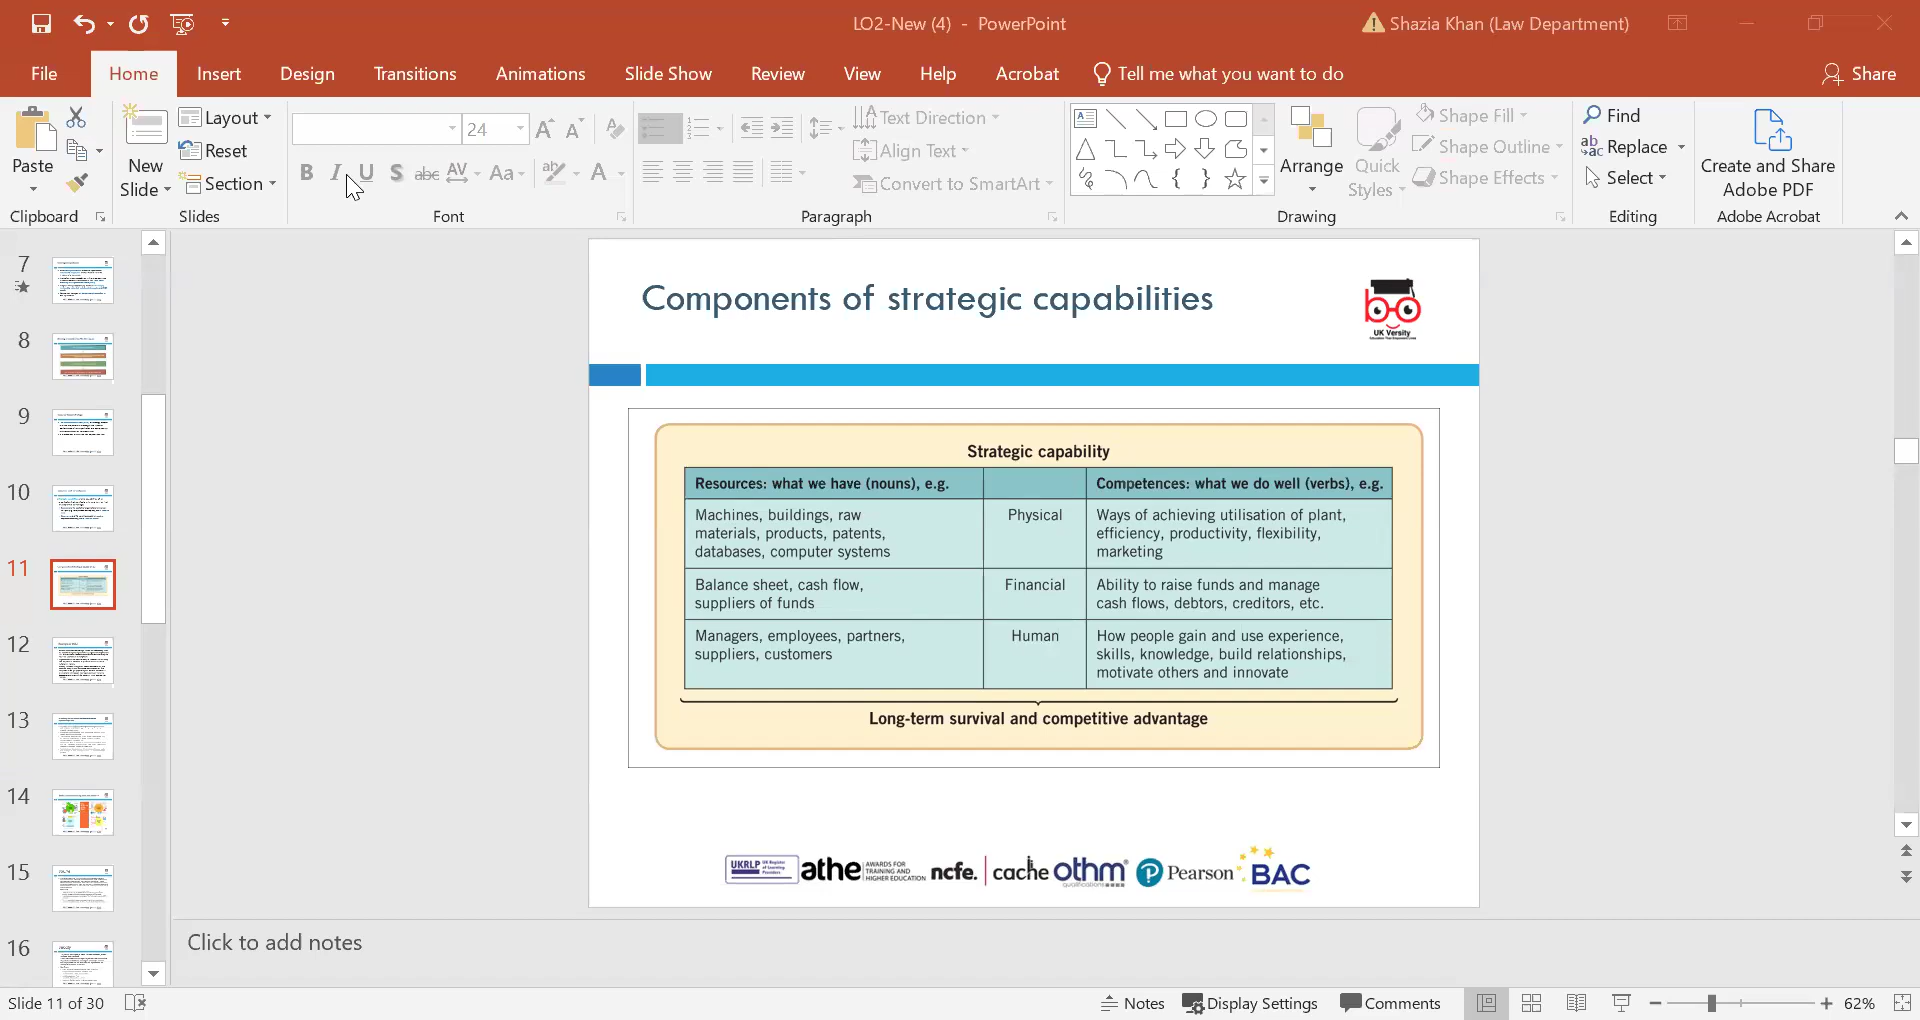 LO2-New (4) - PowerPoint
Shazia Khan (Law Department)
File
Home
Insert
Design
Transitions
Animations
Slide Show
Review
View
Help
Acrobat
Tell me what you want to do
Share
Paste
New
Slide
Layout
Reset
Section
24
Text Direction
Align Text
Convert to SmartArt
Arrange
Quick
Styles
Shape Fill
Shape Outline
Shape Effects
Find
Replace
Select
Create and Share
Adobe PDF
Clipboard
Slides
Font
Paragraph
Drawing
Editing
Adobe Acrobat
7
8
9
10
11
12
13
14
15
16
Components of strategic capabilities
UK Versity
Strategic capability
Resources: what we have (nouns), e.g.
Competences: what we do well (verbs), e.g.
Machines, buildings, raw
materials, products, patents,
databases, computer systems
Physical
Ways of achieving utilisation of plant,
efficiency, productivity, flexibility,
marketing
Balance sheet, cash flow,
suppliers of funds
Financial
Ability to raise funds and manage
cash flows, debtors, creditors, etc.
Managers, employees, partners,
suppliers, customers
Human
How people gain and use experience,
skills, knowledge, build relationships,
motivate others and innovate
Long-term survival and competitive advantage
UKRLP
athe
AWARDS FOR
TRAINING AND
HIGHER EDUCATION
ncfe.
cache
othm
qualifications
Pearson
BAC
Click to add notes
Slide 11 of 30
Notes
Display Settings
Comments
62%